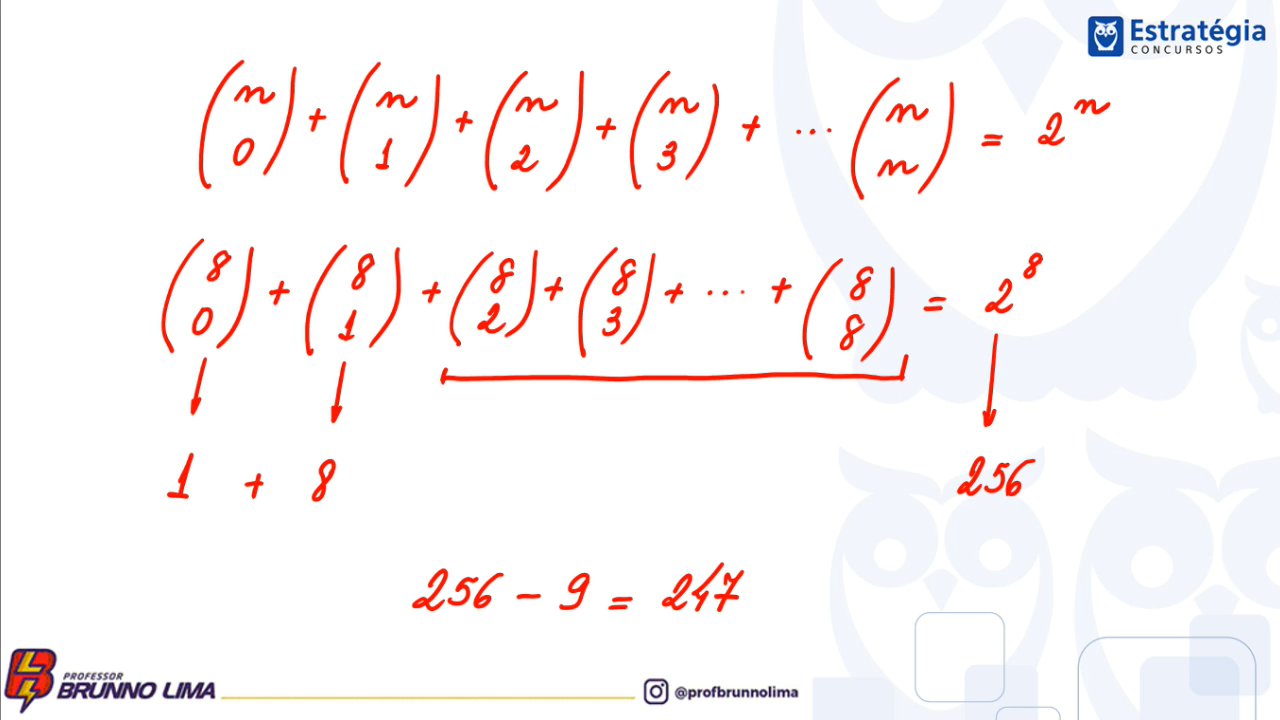 Estratégia
CONCURSOS
(n 0) + (n 1) + (n 2) + (n 3) + ... (n n) = 2^n
(8 0) + (8 1) + (8 2) + (8 3) + ... + (8 8) = 2^8
1 + 8 256
256 - 9 = 247
PROFESSOR
BRUNNO LIMA
@profbrunnolima